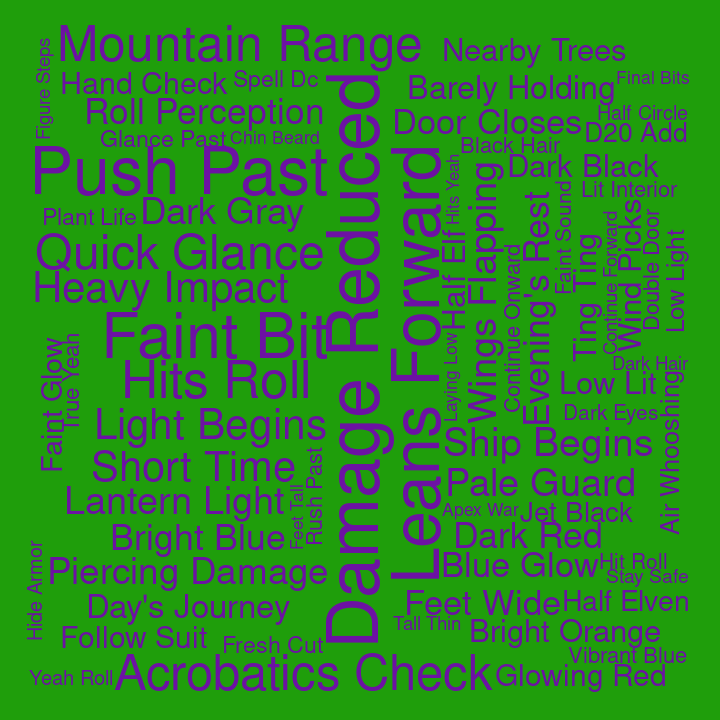 Mountain Range
Nearby Trees
Figure Steps
Hand Check
Spell Dc
Barely Holding
Final Bits
Roll Perception
Door Closes
Half Circle
D20 Add
Glance Past
Chin Beard
Black Hair
Push Past
Damage Reduced
Leans Forward
Hits Yeah
Dark Black
Lit Interior
Plant Life
Dark Gray
Half Elf
Wings Flapping
Faint Sound
Quick Glance
Continue Onward
Evening's Rest
Ting Ting
Continue Forward
Wind Picks
Double Door
Low Light
Heavy Impact
Faint Bit
Laying Low
Dark Hair
Faint Glow
True Yeah
Hits Roll
Low Lit
Light Begins
Dark Eyes
Air Whooshing
Short Time
Ship Begins
Rush Past
Pale Guard
Lantern Light
Feet Tall
Apex War
Jet Black
Bright Blue
Dark Red
Piercing Damage
Blue Glow
Hit Roll
Stay Safe
Hide Armor
Day's Journey
Feet Wide
Half Elven
Follow Suit
Fresh Cut
Tall Thin
Bright Orange
Vibrant Blue
Yeah Roll
Acrobatics Check
Glowing Red